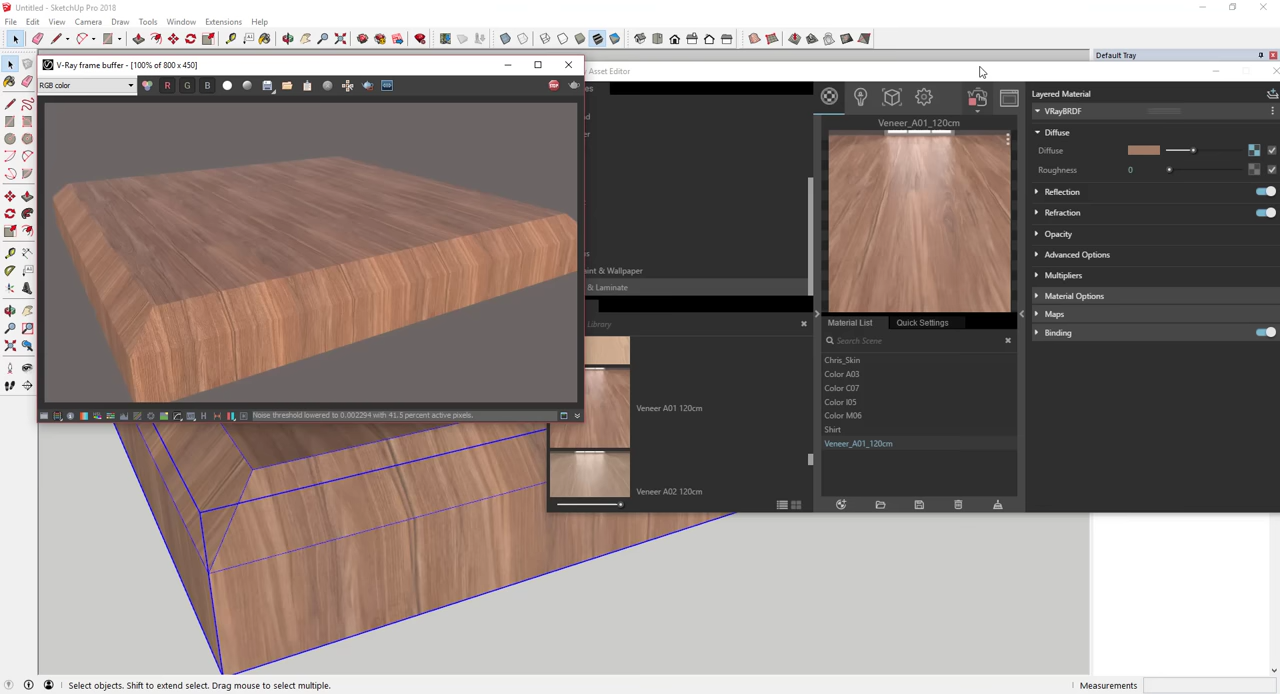 Untitled - SketchUp Pro 2018
File Edit View Camera Draw Tools Window Extensions Help
Default Tray
V-Ray frame buffer - [100% of 800 x 450]
RGB color
R G B
Noise threshold lowered to 0.002294 with 41.5 percent active pixels.
H
Asset Editor
Veneer_A01_120cm
Layered Material
VRayBRDF
Diffuse
Diffuse
Roughness 0
Reflection
Refraction
Opacity
Advanced Options
Multipliers
Material Options
Maps
Binding
int & Wallpaper
& Laminate
Library
Veneer A01 120cm
Veneer A02 120cm
Material List Quick Settings
Search Scene
Chris_Skin
Color A03
Color C07
Color I05
Color M06
Shirt
Veneer_A01_120cm
Select objects. Shift to extend select. Drag mouse to select multiple.
Measurements